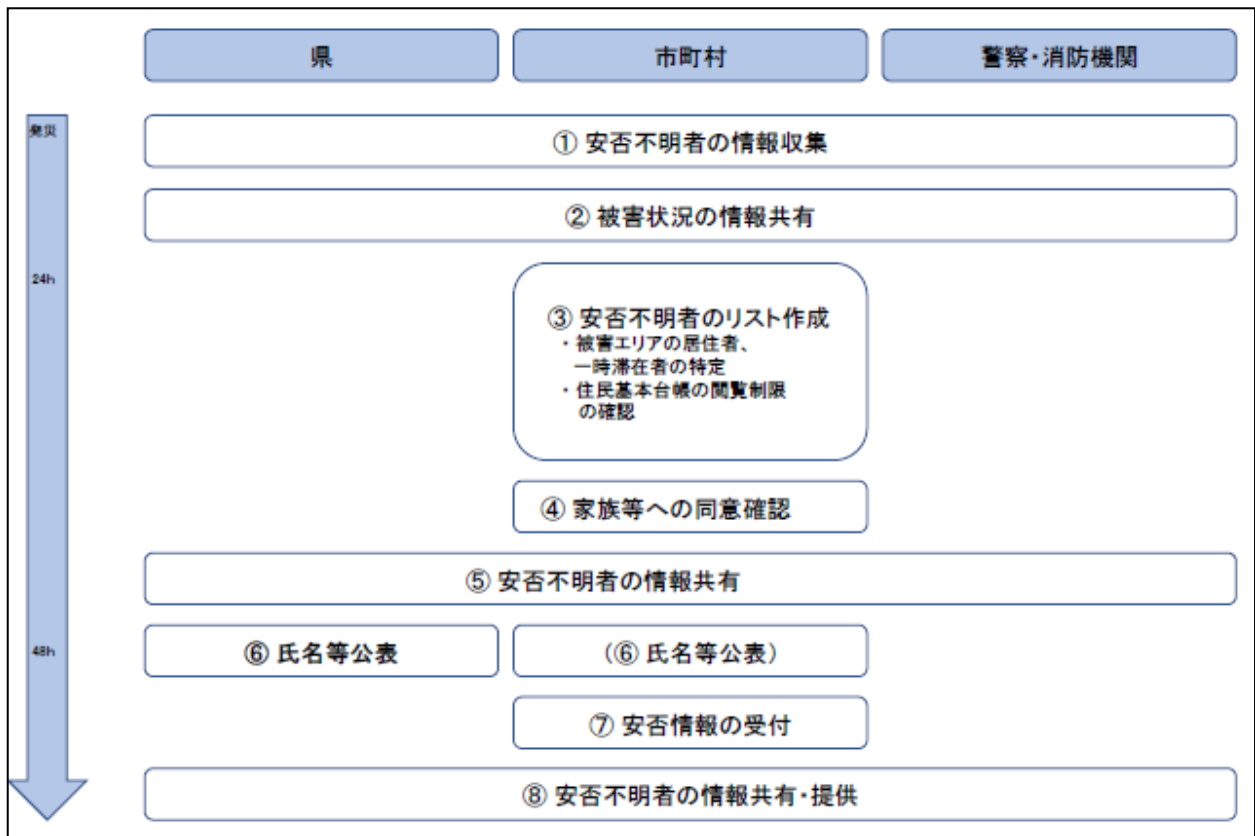 県
市町村
警察・消防機関
発災
① 安否不明者の情報収集
② 被害状況の情報共有
24h
③ 安否不明者のリスト作成
・ 被害エリアの居住者、
一時滞在者の特定
・ 住民基本台帳の閲覧制限
の確認
④ 家族等への同意確認
⑤ 安否不明者の情報共有
48h
⑥ 氏名等公表
（⑥ 氏名等公表）
⑦ 安否情報の受付
⑧ 安否不明者の情報共有・提供